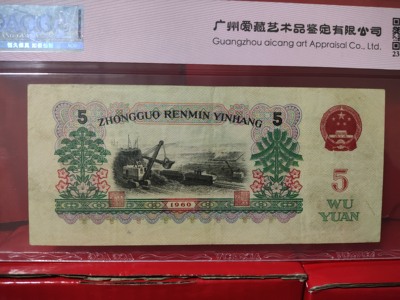 广州爱藏艺术品鉴定有限公司
Guangzhou aicang art Appraisal Co., Ltd.
23
5
ZHONGGUO RENMIN YINHANG
5
5
WU
YUAN
1960